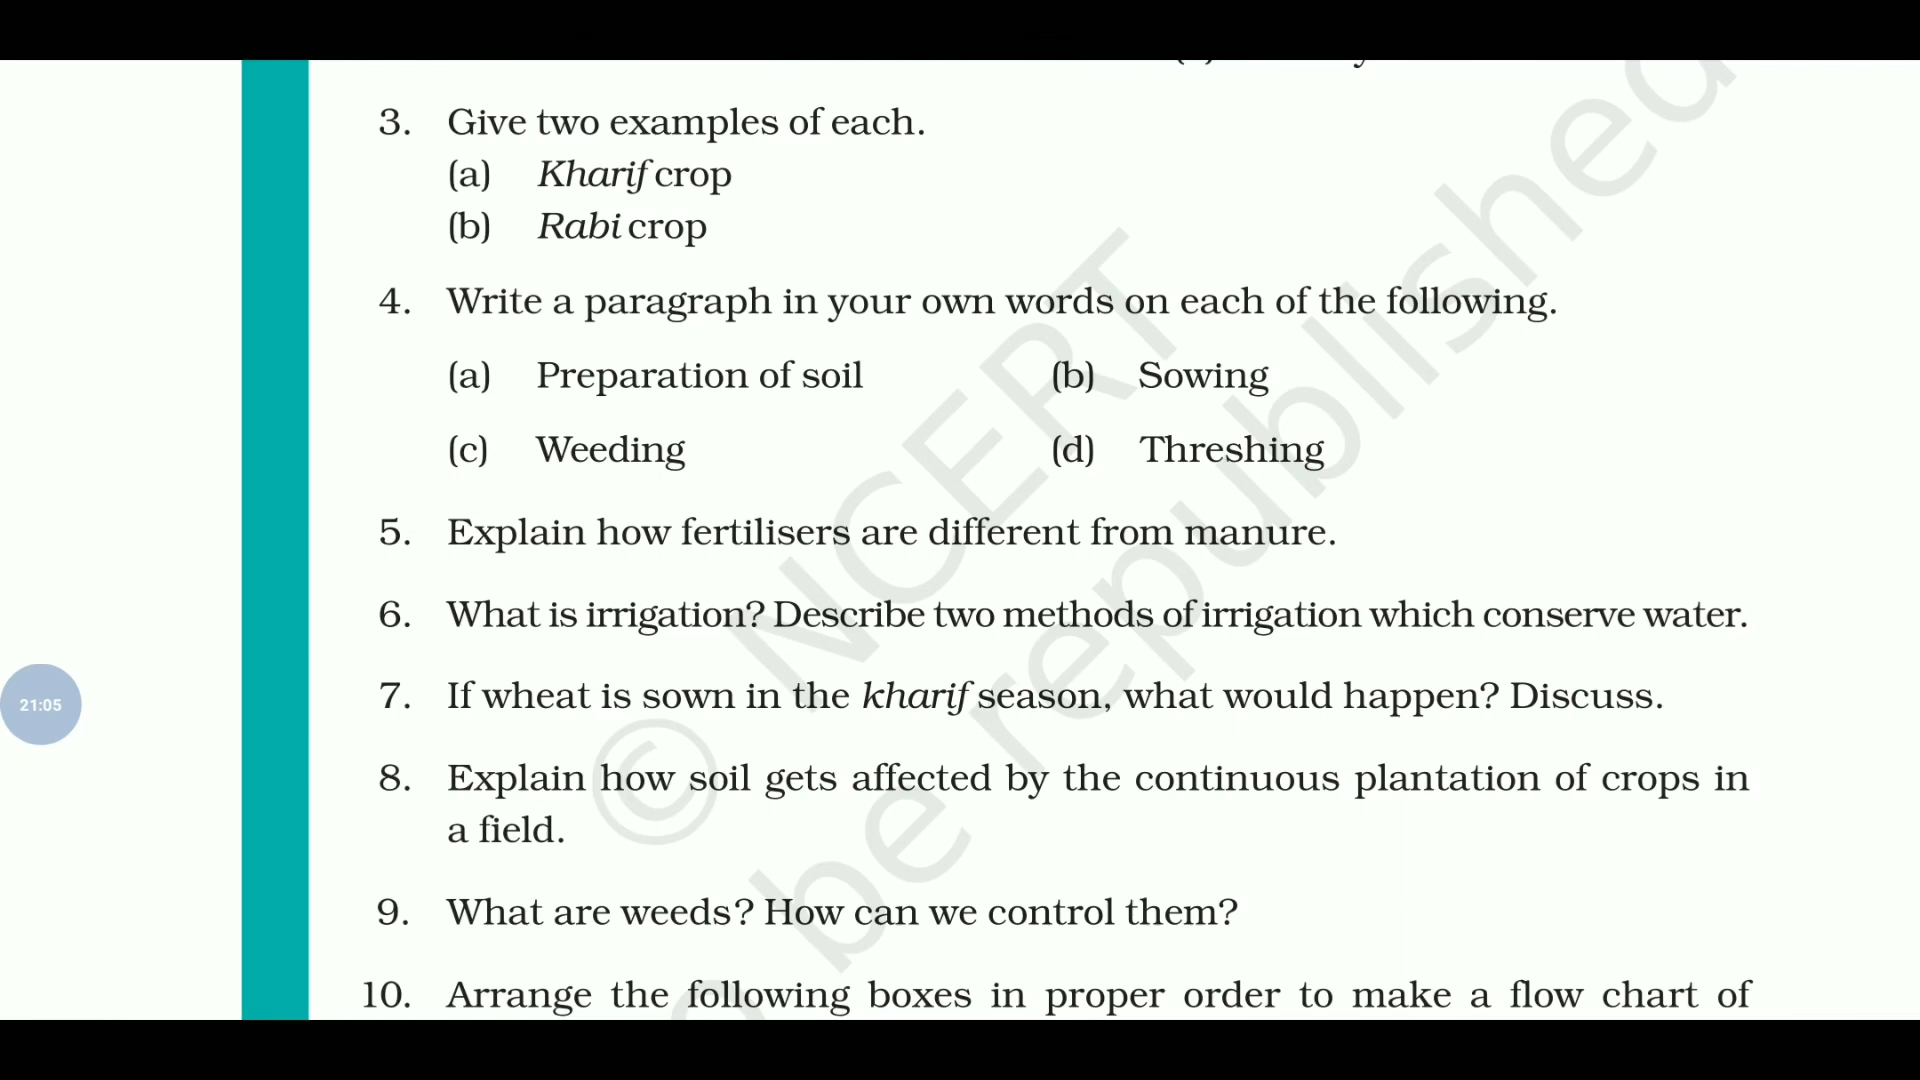 3. Give two examples of each.
(a) Kharif crop
(b) Rabi crop
4. Write a paragraph in your own words on each of the following.
(a) Preparation of soil (b) Sowing
(c) Weeding (d) Threshing
5. Explain how fertilisers are different from manure.
6. What is irrigation? Describe two methods of irrigation which conserve water.
7. If wheat is sown in the kharif season, what would happen? Discuss.
8. Explain how soil gets affected by the continuous plantation of crops in
a field.
9. What are weeds? How can we control them?
10. Arrange the following boxes in proper order to make a flow chart of
21:05
© NCERT
be republished